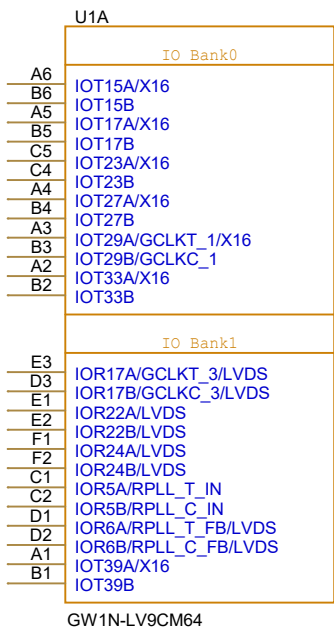 U1A
IO Bank0
A6 IOT15A/X16
B6 IOT15B
A5 IOT17A/X16
B5 IOT17B
C5 IOT23A/X16
C4 IOT23B
A4 IOT27A/X16
B4 IOT27B
A3 IOT29A/GCLKT_1/X16
B3 IOT29B/GCLKC_1
A2 IOT33A/X16
B2 IOT33B
IO Bank1
E3 IOR17A/GCLKT_3/LVDS
D3 IOR17B/GCLKC_3/LVDS
E1 IOR22A/LVDS
E2 IOR22B/LVDS
F1 IOR24A/LVDS
F2 IOR24B/LVDS
C1 IOR5A/RPLL_T_IN
C2 IOR5B/RPLL_C_IN
D1 IOR6A/RPLL_T_FB/LVDS
D2 IOR6B/RPLL_C_FB/LVDS
A1 IOT39A/X16
B1 IOT39B
GW1N-LV9CM64